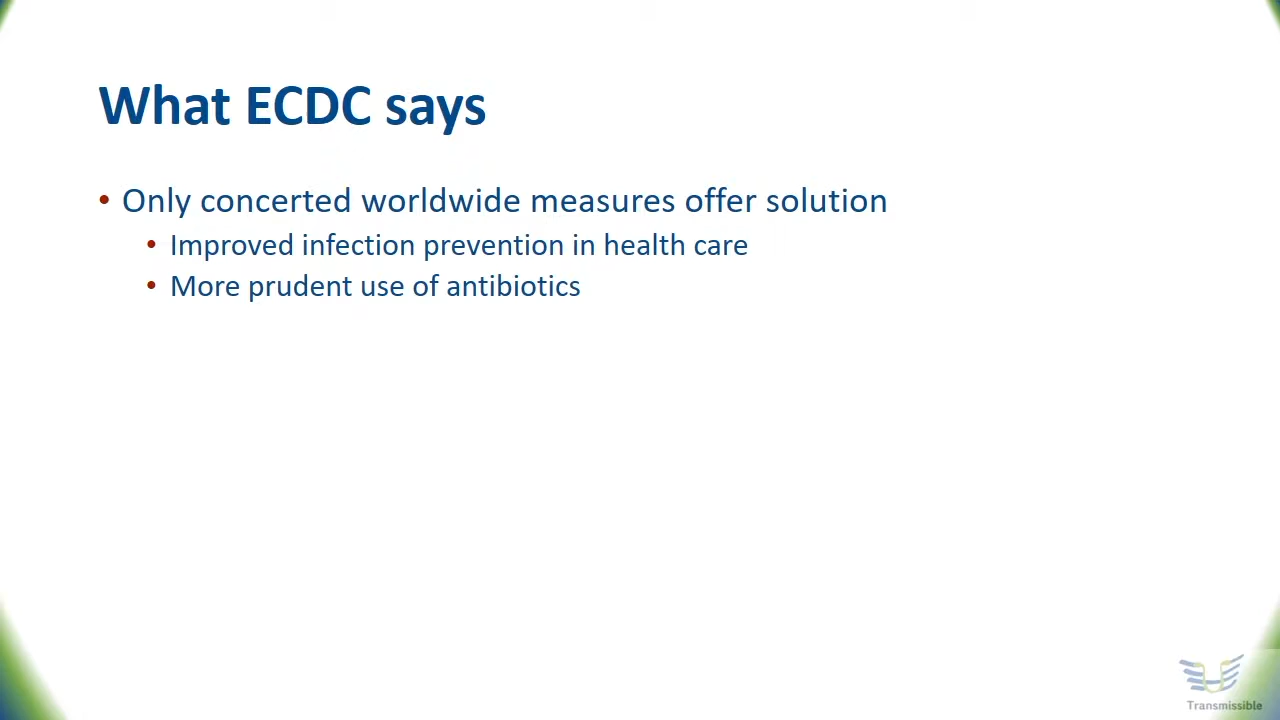 What ECDC says
• Only concerted worldwide measures offer solution
• Improved infection prevention in health care
• More prudent use of antibiotics
Transmissible